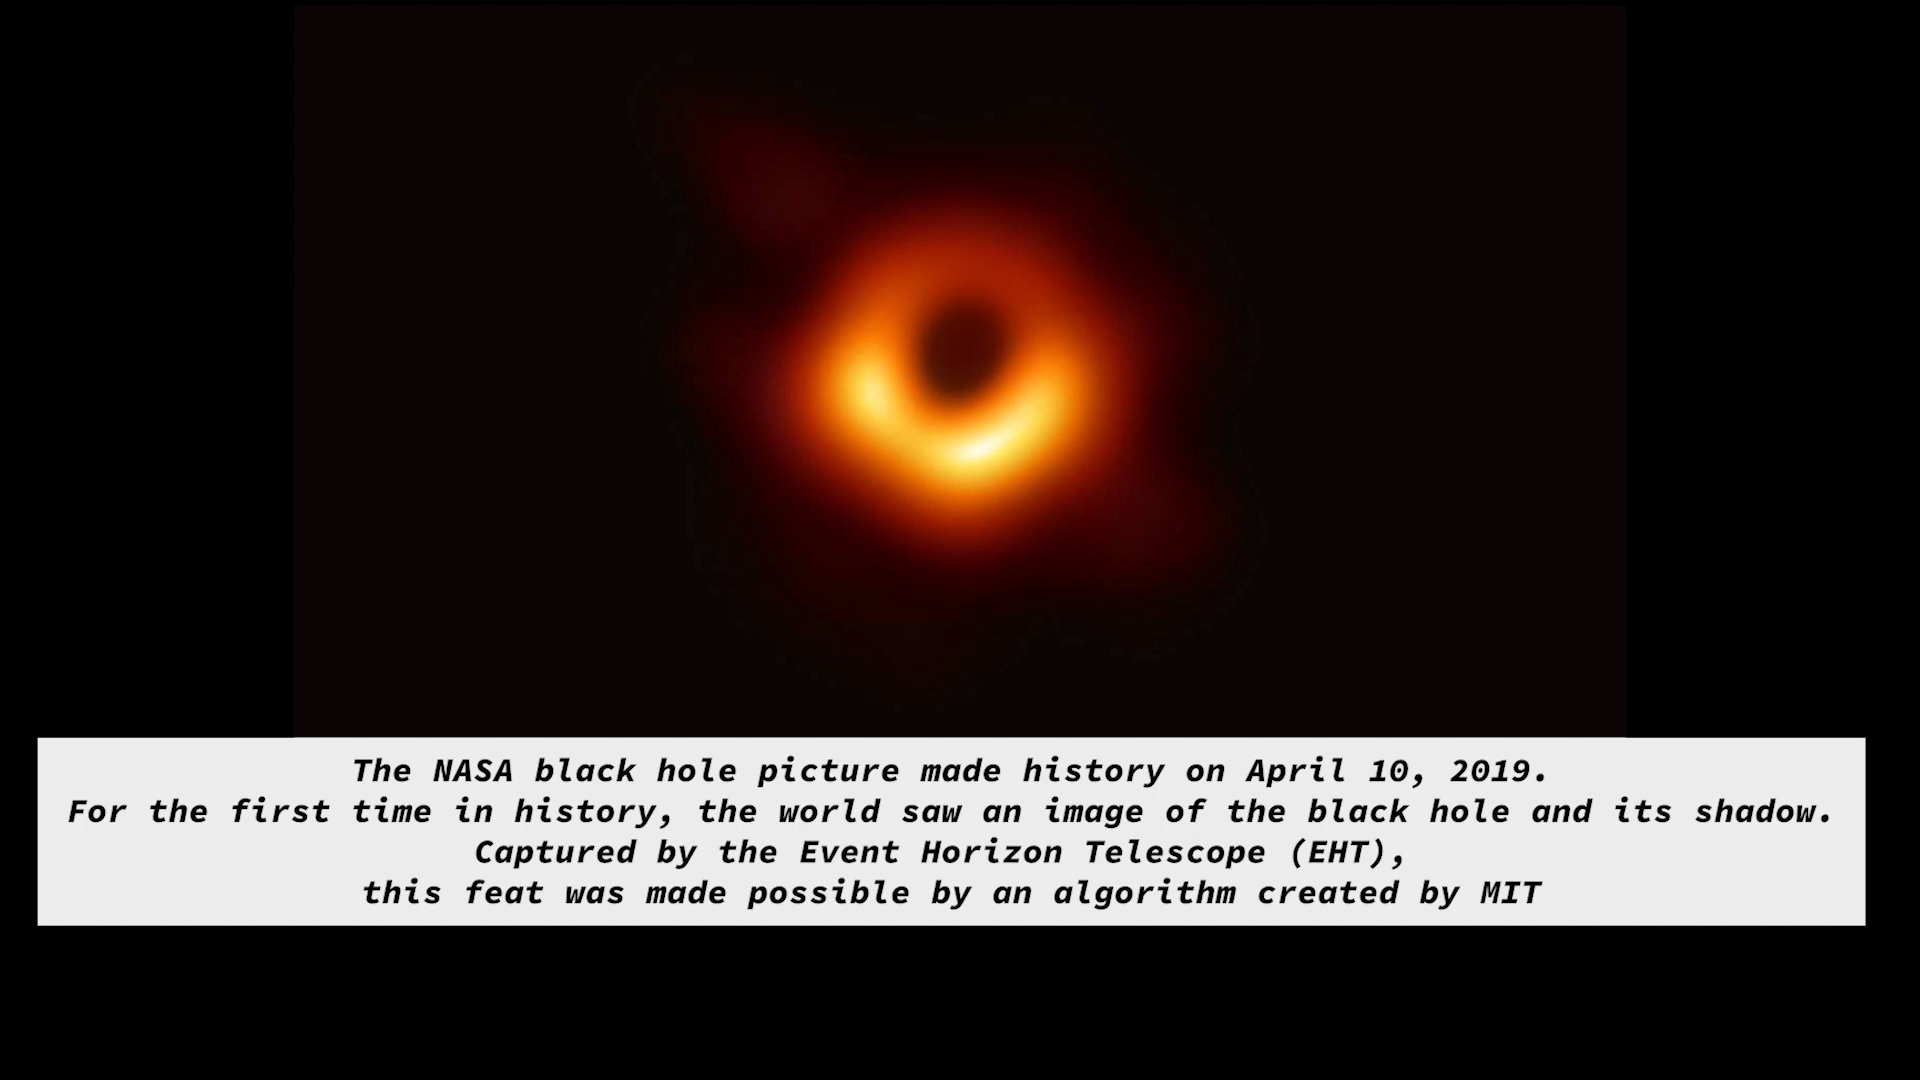 The NASA black hole picture made history on April 10, 2019.
For the first time in history, the world saw an image of the black hole and its shadow.
Captured by the Event Horizon Telescope (EHT),
this feat was made possible by an algorithm created by MIT